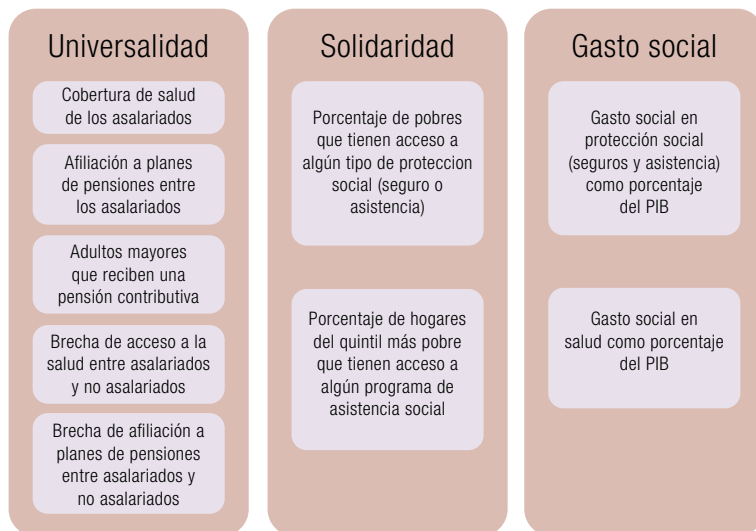 Universalidad
Cobertura de salud
de los asalariados
Afiliación a planes
de pensiones entre
los asalariados
Adultos mayores
que reciben una
pensión contributiva
Brecha de acceso a la
salud entre asalariados
y no asalariados
Brecha de afiliación a
planes de pensiones
entre asalariados y
no asalariados
Solidaridad
Porcentaje de pobres
que tienen acceso a
algún tipo de proteccion
social (seguro o
asistencia)
Porcentaje de hogares
del quintil más pobre
que tienen acceso a
algún programa de
asistencia social
Gasto social
Gasto social en
protección social
(seguros y asistencia)
como porcentaje
del PIB
Gasto social en
salud como porcentaje
del PIB